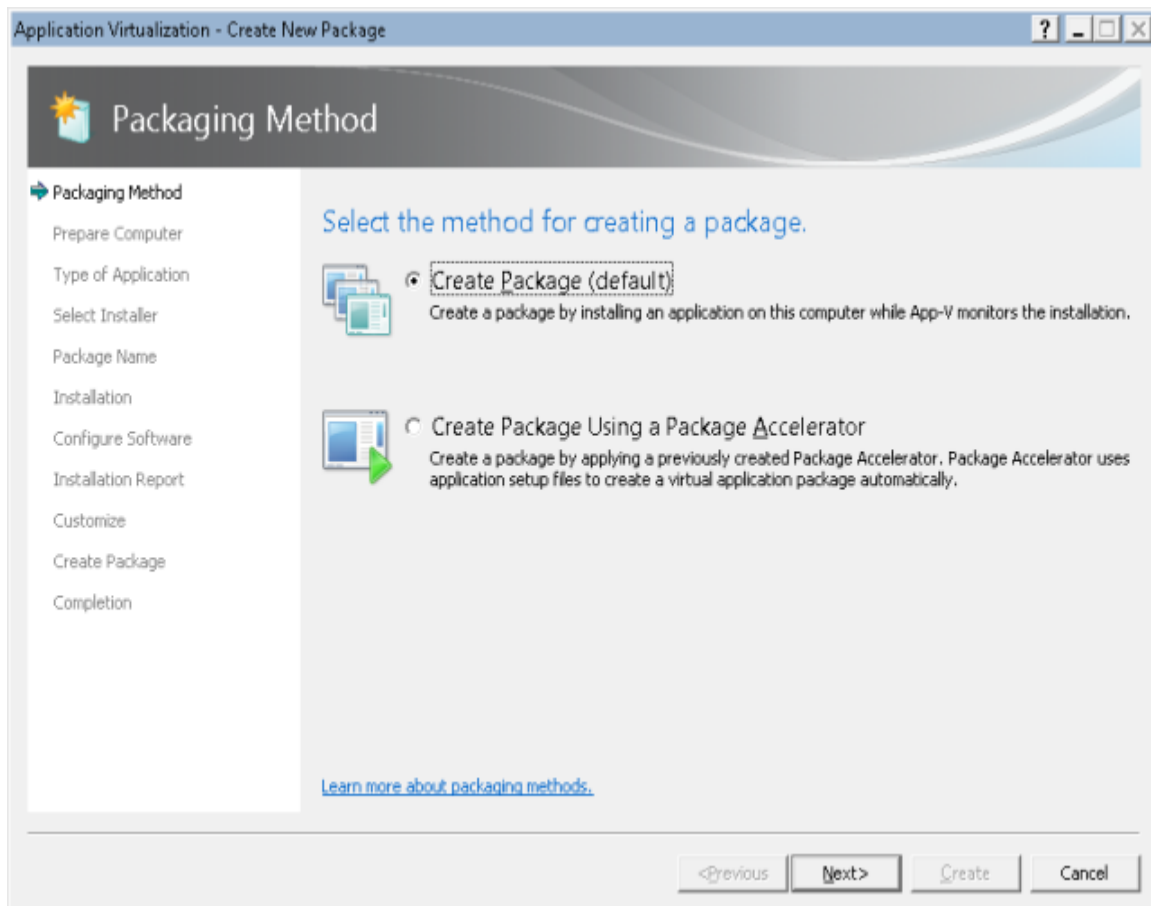 Application Virtualization - Create New Package
?
Packaging Method
Packaging Method
Prepare Computer
Type of Application
Select Installer
Package Name
Installation
Configure Software
Installation Report
Customize
Create Package
Completion
Select the method for creating a package.
Create Package (default)
Create a package by installing an application on this computer while App-V monitors the installation.
Create Package Using a Package Accelerator
Create a package by applying a previously created Package Accelerator. Package Accelerator uses
application setup files to create a virtual application package automatically.
Learn more about packaging methods.
<Previous
Next>
Create
Cancel